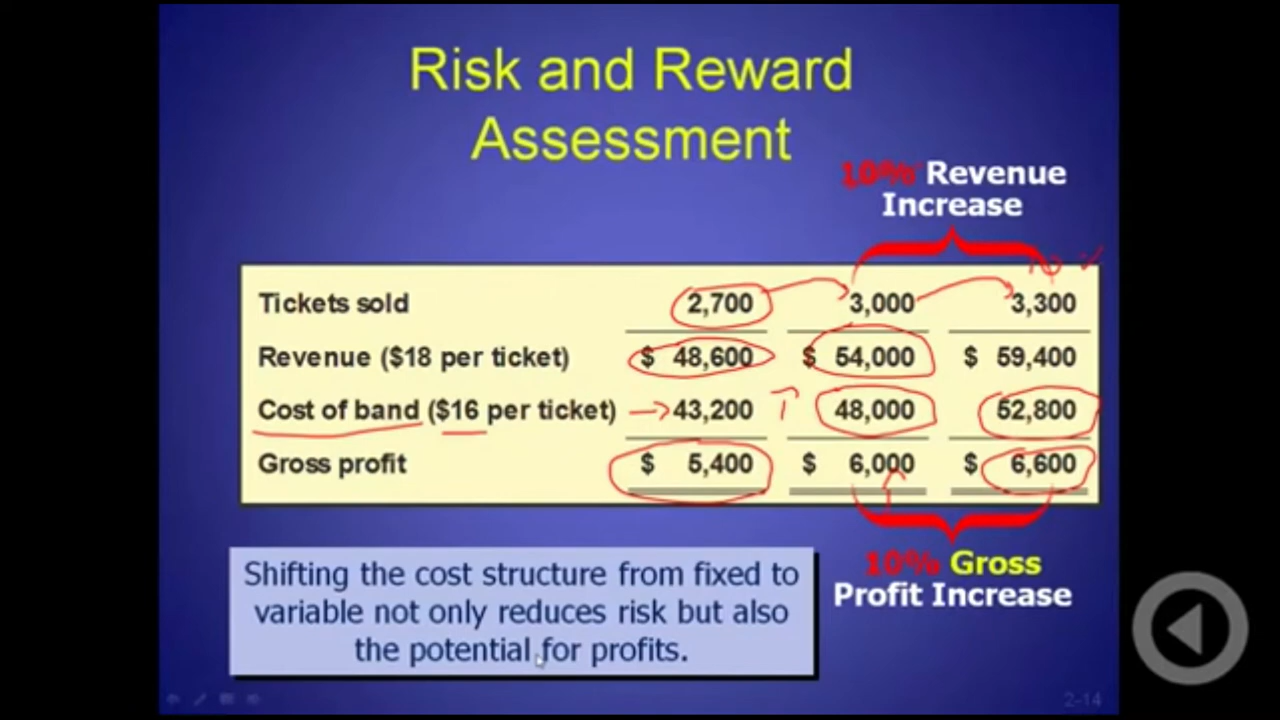 Risk and Reward
Assessment
10% Revenue
Increase
Tickets sold 2,700 3,000 3,300
Revenue ($18 per ticket) $ 48,600 $ 54,000 $ 59,400
Cost of band ($16 per ticket) 43,200 48,000 52,800
Gross profit $ 5,400 $ 6,000 $ 6,600
10% Gross
Profit Increase
Shifting the cost structure from fixed to
variable not only reduces risk but also
the potential for profits.
2-14